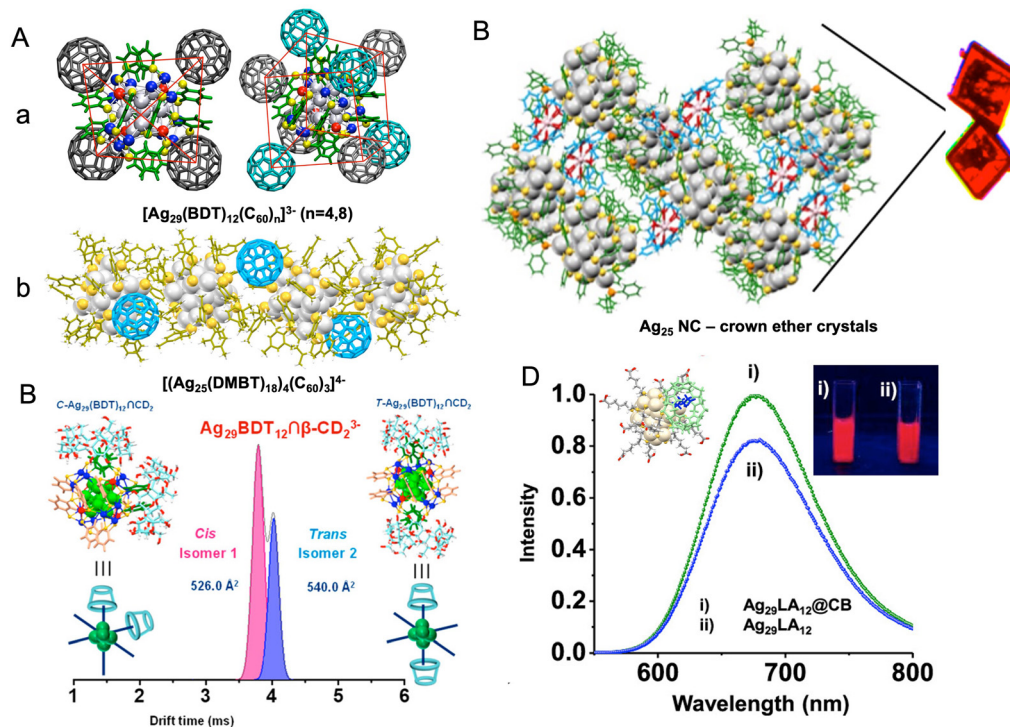 A
a
[Ag29(BDT)12(C60)n]3- (n=4,8)
b
[(Ag25(DMBT)18)4(C60)3]4-
B
Ag25 NC – crown ether crystals
B
C-Ag29(BDT)12∩CD2
T-Ag29(BDT)12∩CD2
Ag29BDT12∩β-CD23-
Cis
Isomer 1
526.0 Å2
Trans
Isomer 2
540.0 Å2
1 2 3 4 5 6
Drift time (ms)
D
i)
ii)
i)
ii)
i) Ag29LA12@CB
ii) Ag29LA12
Intensity
1.0
0.8
0.6
0.4
0.2
0.0
600 700 800
Wavelength (nm)